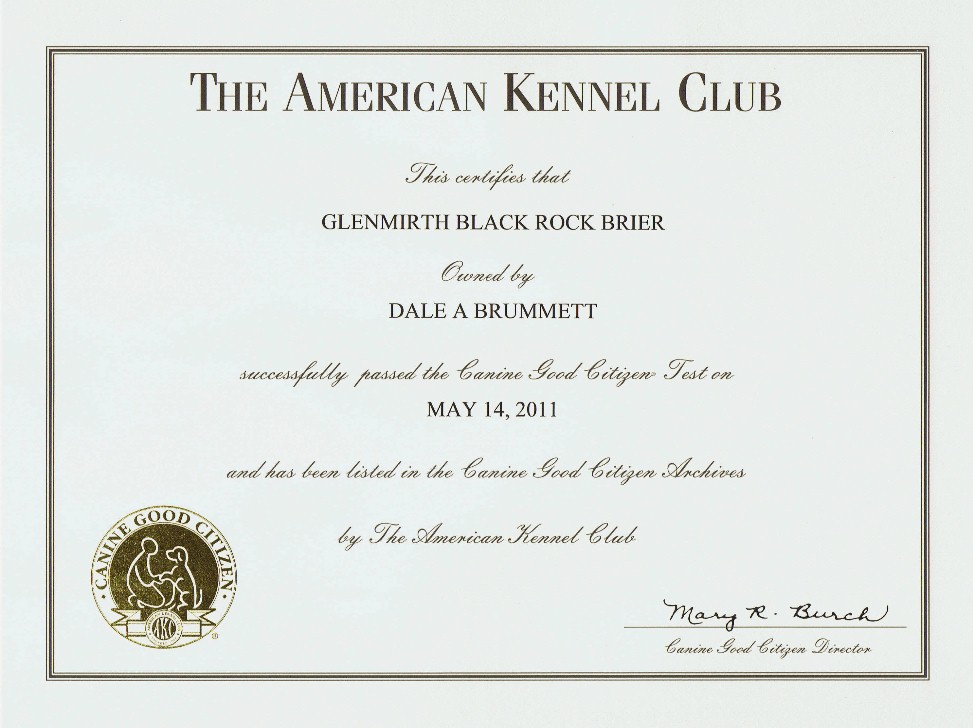 THE AMERICAN KENNEL CLUB
This certifies that
GLENMIRTH BLACK ROCK BRIER
Owned by
DALE A BRUMMETT
successfully passed the Canine Good Citizen® Test on
MAY 14, 2011
and has been listed in the Canine Good Citizen Archives
by The American Kennel Club
· CANINE GOOD CITIZEN ·
AKC
®
Mary R. Burch
Canine Good Citizen Director